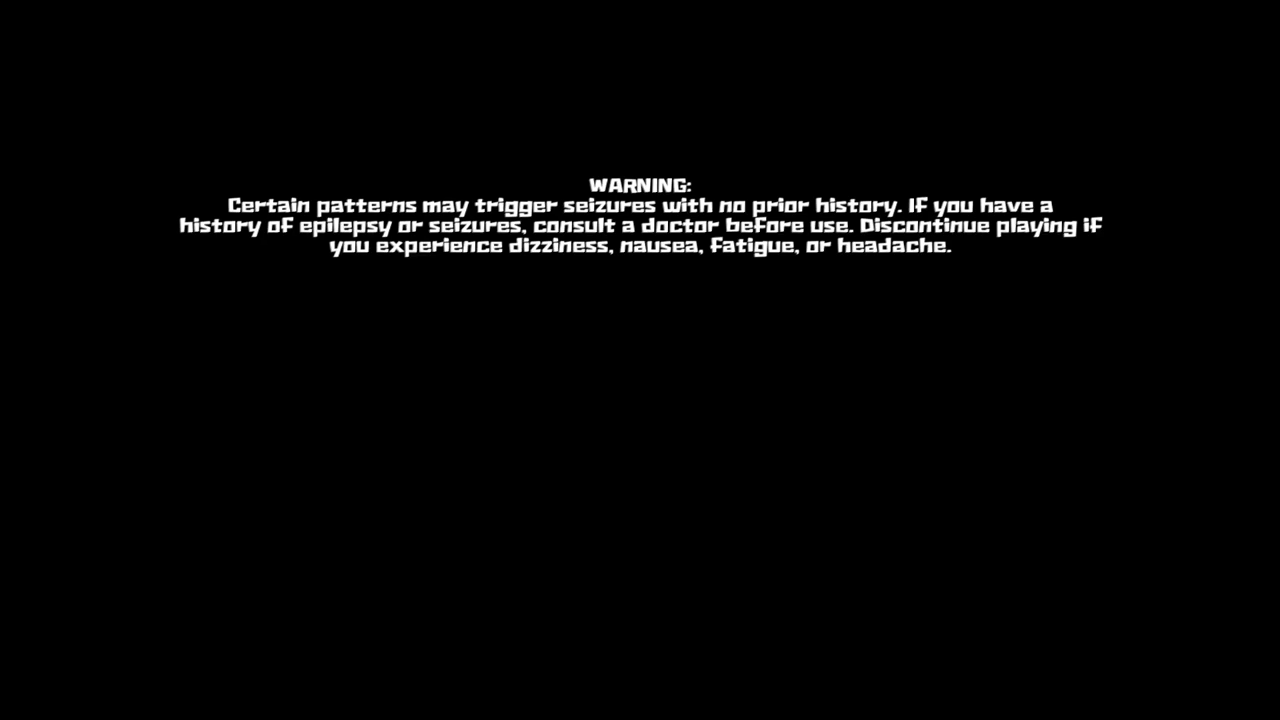 WARNING:
Certain patterns may trigger seizures with no prior history. If you have a
history of epilepsy or seizures, consult a doctor before use. Discontinue playing if
you experience dizziness, nausea, fatigue, or headache.